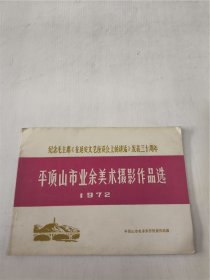 纪念毛主席《在延安文艺座谈会上的讲话》发表三十周年
平顶山市业余美术摄影作品选
1972